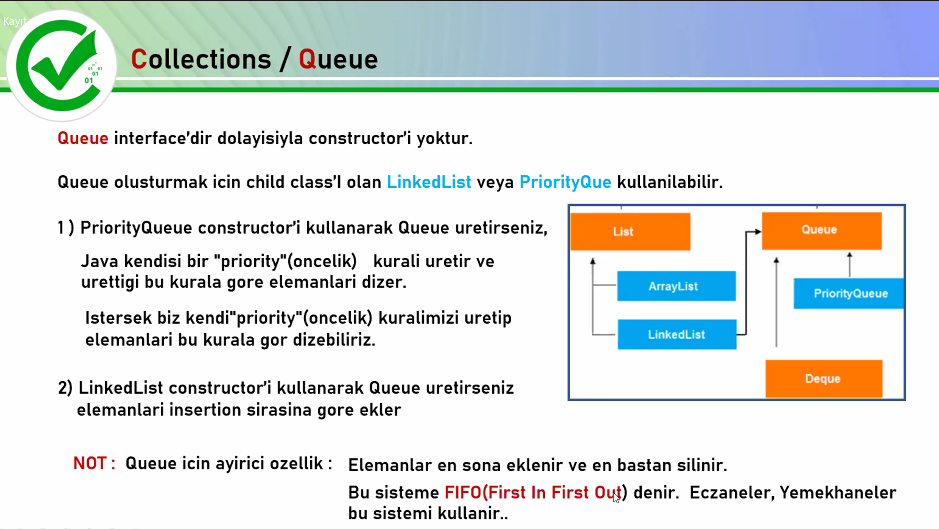 Kayıt
01 01
01
01
Collections / Queue
Queue interface'dir dolayisiyla constructor'i yoktur.
Queue olusturmak icin child class'I olan LinkedList veya PriorityQue kullanilabilir.
1 ) PriorityQueue constructor'i kullanarak Queue uretirseniz,
Java kendisi bir "priority"(oncelik) kurali uretir ve
urettigi bu kurala gore elemanlari dizer.
Istersek biz kendi"priority"(oncelik) kuralimizi uretip
elemanlari bu kurala gor dizebiliriz.
2) LinkedList constructor'i kullanarak Queue uretirseniz
elemanlari insertion sirasina gore ekler
List
Queue
ArrayList
PriorityQueue
LinkedList
Deque
NOT : Queue icin ayirici ozellik : Elemanlar en sona eklenir ve en bastan silinir.
Bu sisteme FIFO(First In First Out) denir. Eczaneler, Yemekhaneler
bu sistemi kullanir..